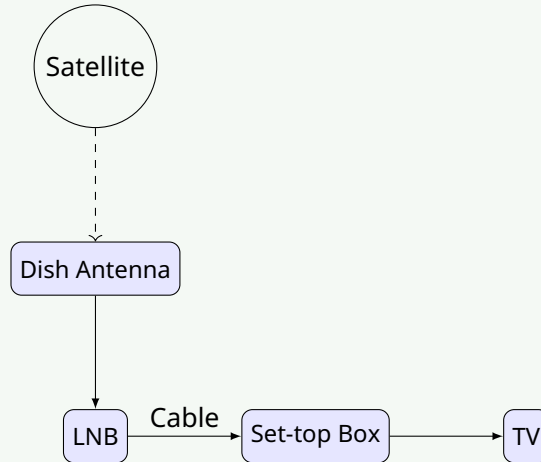 Satellite
Dish Antenna
LNB
Cable
Set-top Box
TV